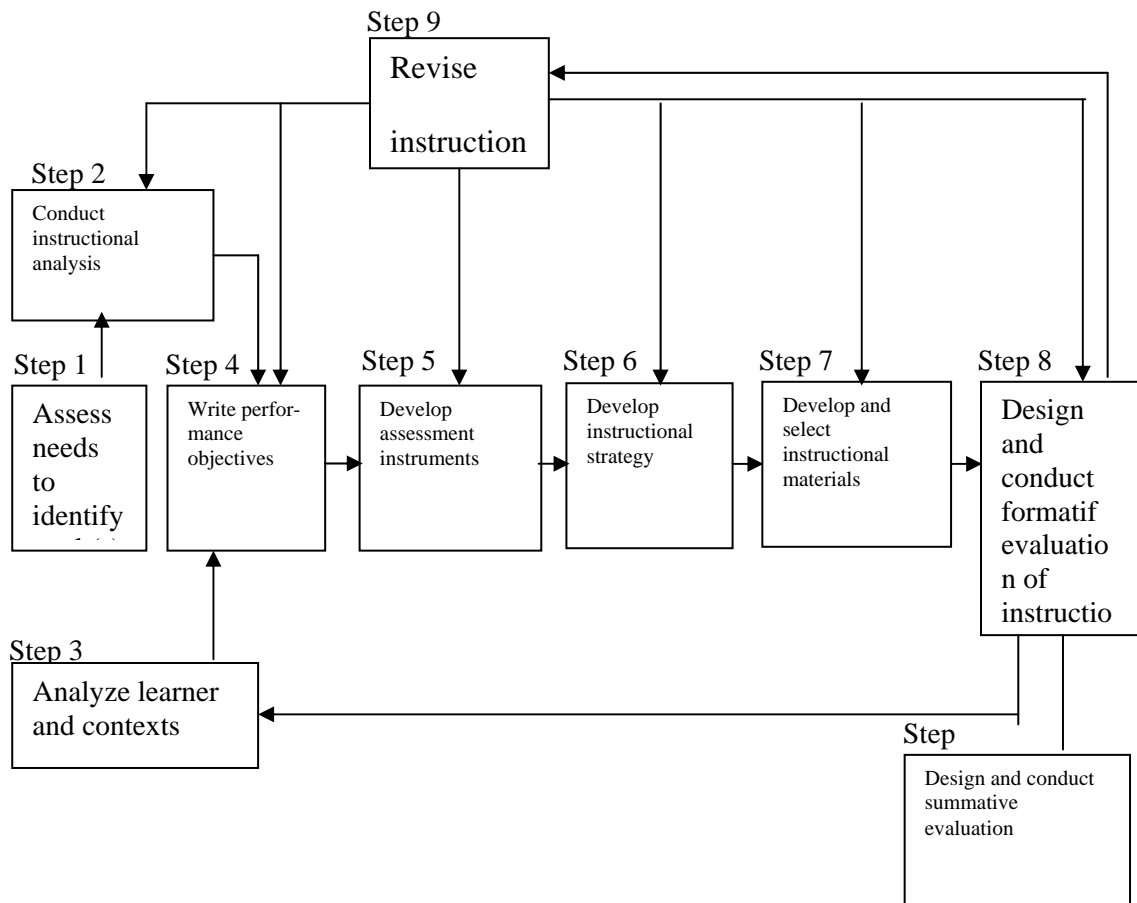 Step 9
Revise
instruction
Step 2
Conduct
instructional
analysis
Step 1
Assess
needs
to
identify
Step 4
Write perfor-
mance
objectives
Step 5
Develop
assessment
instruments
Step 6
Develop
instructional
strategy
Step 7
Develop and
select
instructional
materials
Step 8
Design
and
conduct
formatif
evaluatio
n of
instructio
Step 3
Analyze learner
and contexts
Step
Design and conduct
summative
evaluation